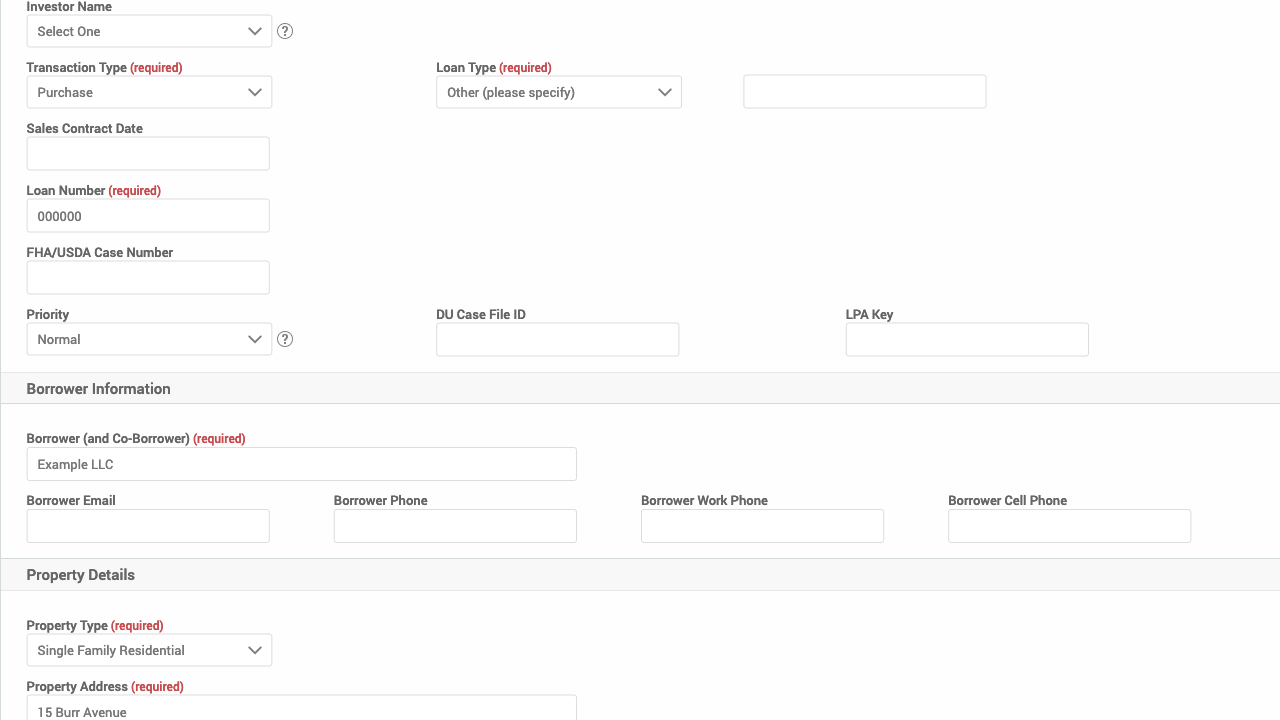 Investor Name
Select One
?
Transaction Type (required) Loan Type (required)
Purchase Other (please specify)
Sales Contract Date
Loan Number (required)
000000
FHA/USDA Case Number
Priority DU Case File ID LPA Key
Normal ?
Borrower Information
Borrower (and Co-Borrower) (required)
Example LLC
Borrower Email Borrower Phone Borrower Work Phone Borrower Cell Phone
Property Details
Property Type (required)
Single Family Residential
Property Address (required)
15 Burr Avenue